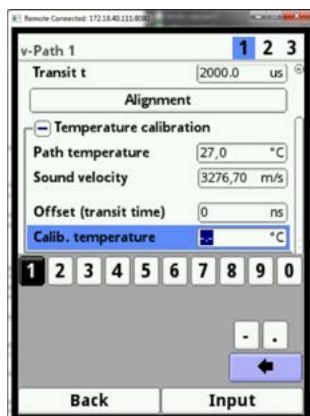 Remote Connected: 172.18.40.111:8080
v-Path 1 1 2 3
Transit t 2000.0 us
Alignment
Temperature calibration
Path temperature 27,0 °C
Sound velocity 3276,70 m/s
Offset (transit time) 0 ns
Calib. temperature -.- °C
1 2 3 4 5 6 7 8 9 0
- .
Back Input